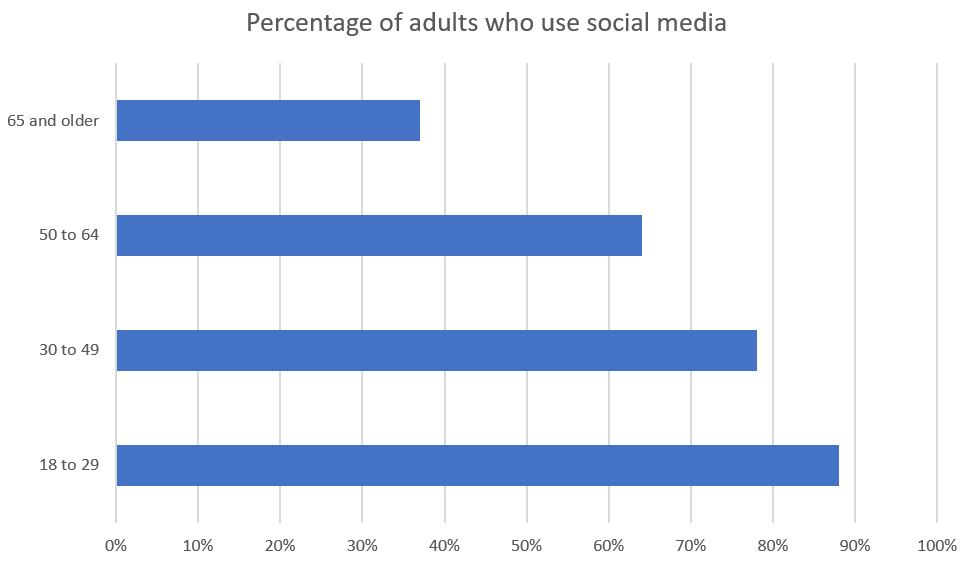 Percentage of adults who use social media
65 and older
50 to 64
30 to 49
18 to 29
0% 10% 20% 30% 40% 50% 60% 70% 80% 90% 100%